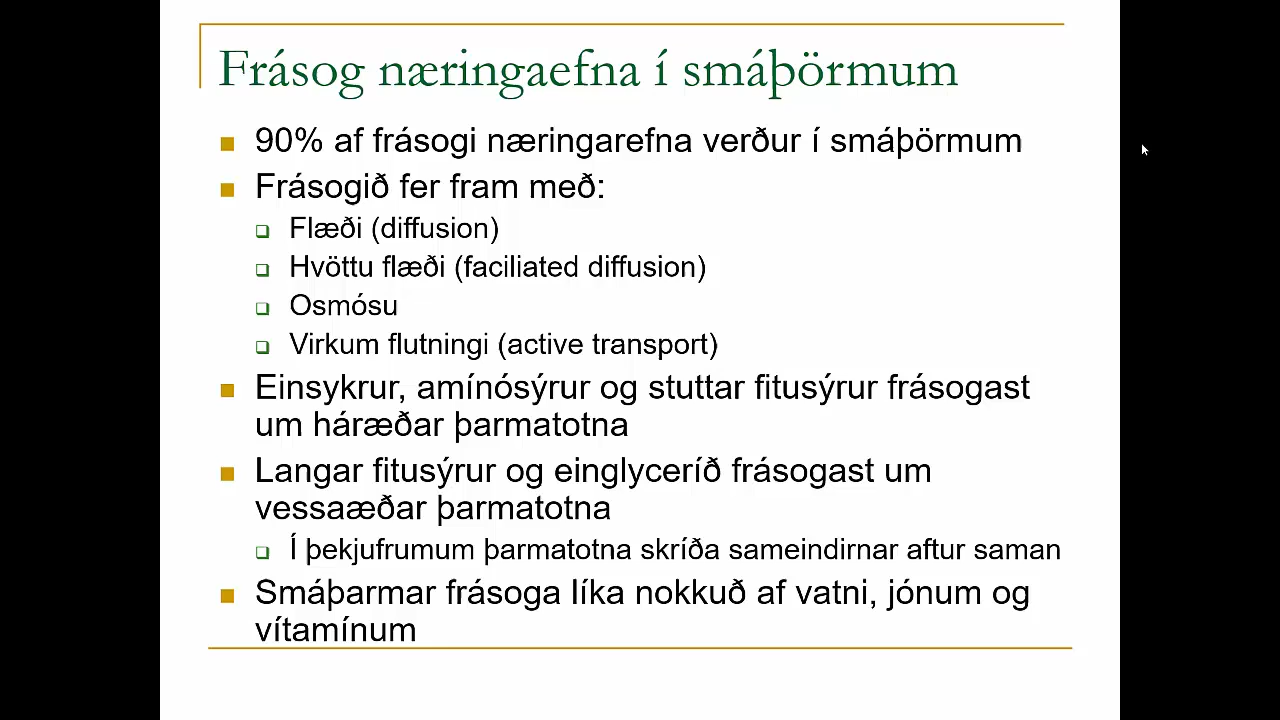 Frásog næringaefna í smáþörmum
90% af frásogi næringarefna verður í smáþörmum
Frásogið fer fram með:
Flæði (diffusion)
Hvöttu flæði (faciliated diffusion)
Osmósu
Virkum flutningi (active transport)
Einsykrur, amínósýrur og stuttar fitusýrur frásogast
um háræðar þarmatotna
Langar fitusýrur og einglyceríð frásogast um
vessaæðar þarmatotna
Í þekjufrumum þarmatotna skríða sameindirnar aftur saman
Smáþarmar frásoga líka nokkuð af vatni, jónum og
vítamínum